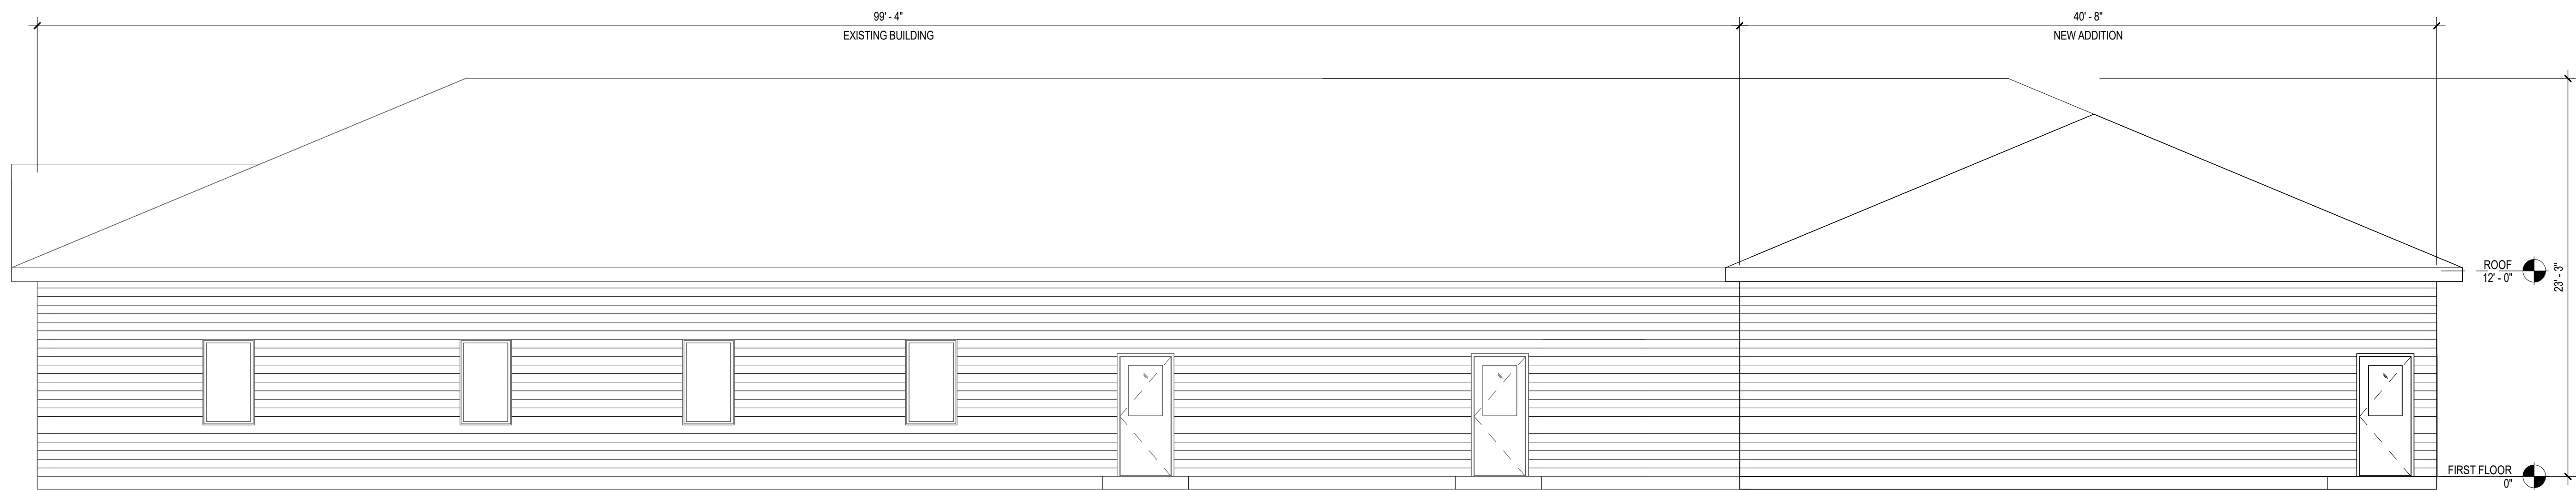 99' - 4"
EXISTING BUILDING
40' - 8"
NEW ADDITION
ROOF
12' - 0"
23' - 3"
FIRST FLOOR
0"